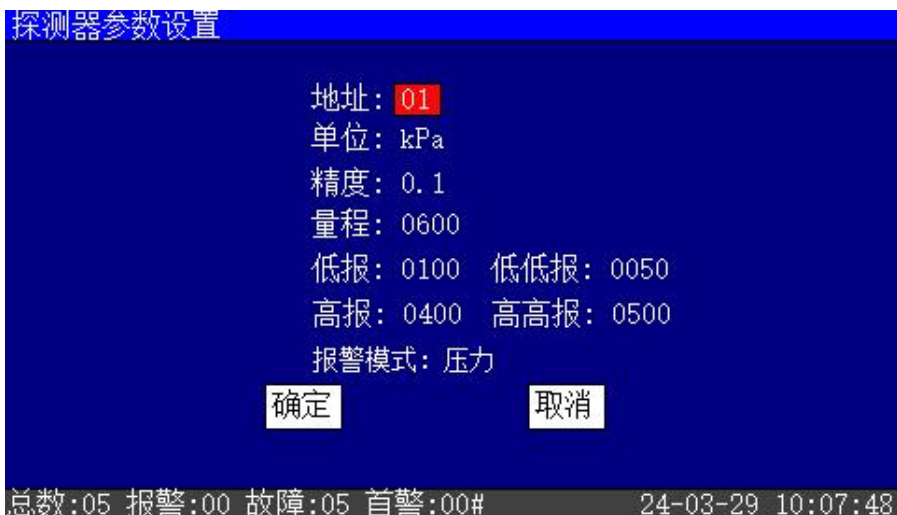 探测器参数设置
地址: 01
单位: kPa
精度: 0.1
量程: 0600
低报: 0100 低低报: 0050
高报: 0400 高高报: 0500
报警模式: 压力
确定 取消
总数:05 报警:00 故障:05 首警:00# 24-03-29 10:07:48